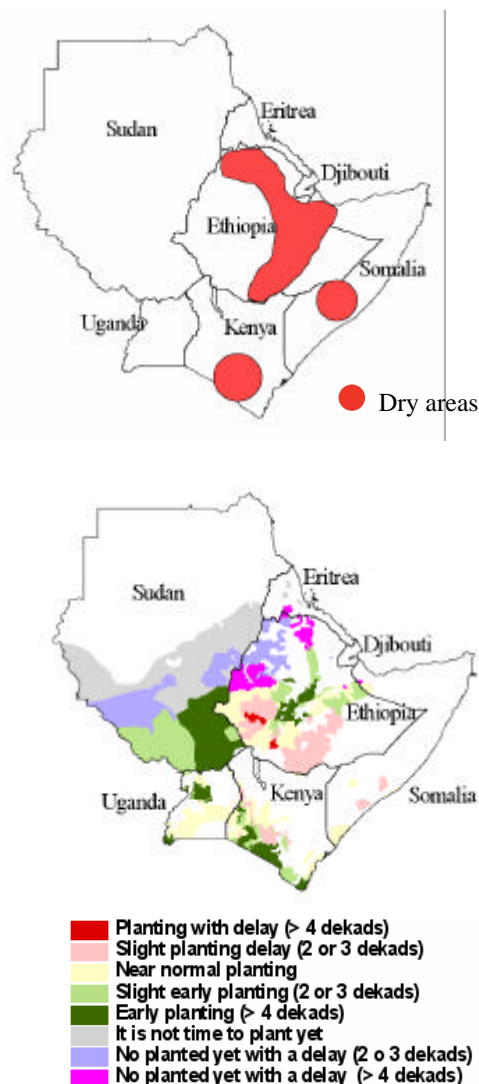 Eritrea
Sudan
Djibouti
Ethiopia
Somalia
Uganda
Kenya
Dry areas
Eritrea
Sudan
Djibouti
Ethiopia
Kenya
Uganda
Somalia
Planting with delay (> 4 dekads)
Slight planting delay (2 or 3 dekads)
Near normal planting
Slight early planting (2 or 3 dekads)
Early planting (> 4 dekads)
It is not time to plant yet
No planted yet with a delay (2 o 3 dekads)
No planted yet with a delay (> 4 dekads)